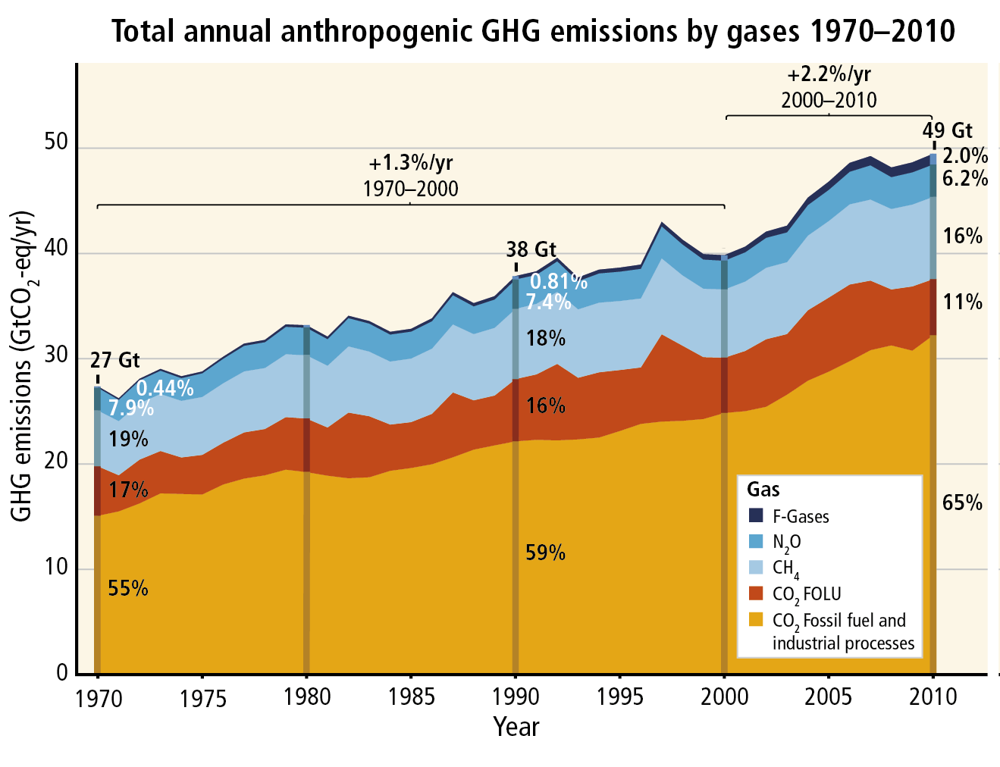 Total annual anthropogenic GHG emissions by gases 1970–2010
+2.2%/yr
2000–2010
49 Gt
2.0%
6.2%
16%
11%
65%
+1.3%/yr
1970–2000
38 Gt
0.81%
7.4%
18%
16%
59%
27 Gt
0.44%
7.9%
19%
17%
55%
GHG emissions (GtCO2-eq/yr)
50
40
30
20
10
0
Gas
F-Gases
N2O
CH4
CO2 FOLU
CO2 Fossil fuel and
industrial processes
1970 1975 1980 1985 1990 1995 2000 2005 2010
Year